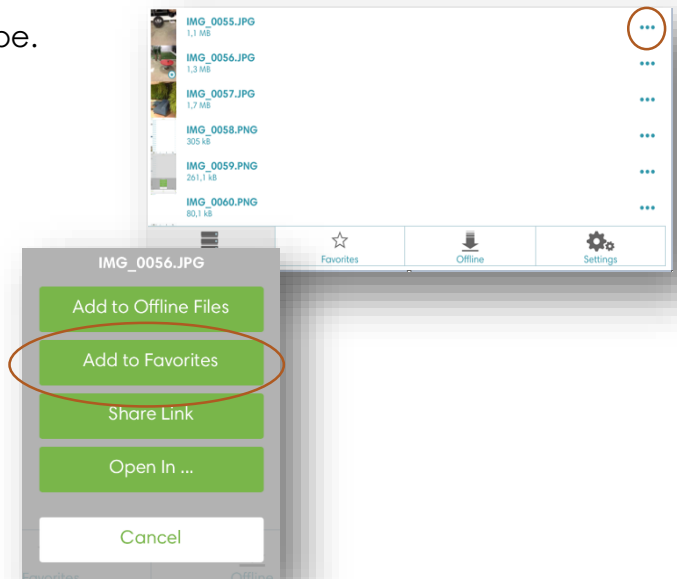 pe.
IMG_0055.JPG
1,1 MB
•••
IMG_0056.JPG
1,3 MB
•••
IMG_0057.JPG
1,7 MB
•••
IMG_0058.PNG
305 kB
•••
IMG_0059.PNG
261,1 kB
•••
IMG_0060.PNG
80,1 kB
•••
Favorites Offline Settings
IMG_0056.JPG
Add to Offline Files
Add to Favorites
Share Link
Open In ...
Cancel
Favorites Offline